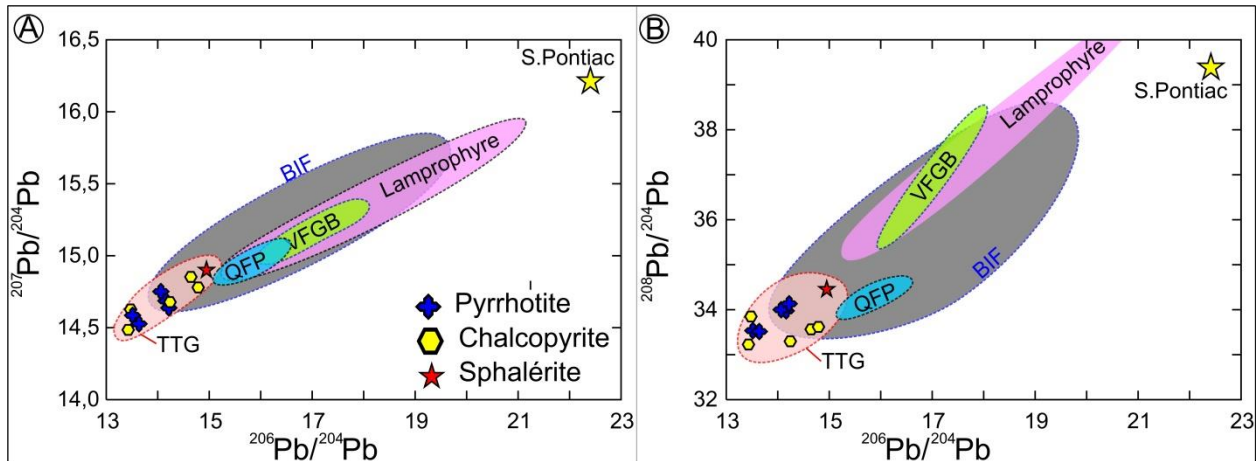 A
16,5
16,0
15,5
15,0
14,5
14,0
207Pb/204Pb
S.Pontiac
BIF
Lamprophyre
VFGB
QFP
TTG
Pyrrhotite
Chalcopyrite
Sphalérite
13 15 17 19 21 23
206Pb/204Pb
B
40
38
36
34
32
208Pb/204Pb
Lamprophyre
S.Pontiac
VFGB
BIF
QFP
TTG
13 15 17 19 21 23
206Pb/204Pb